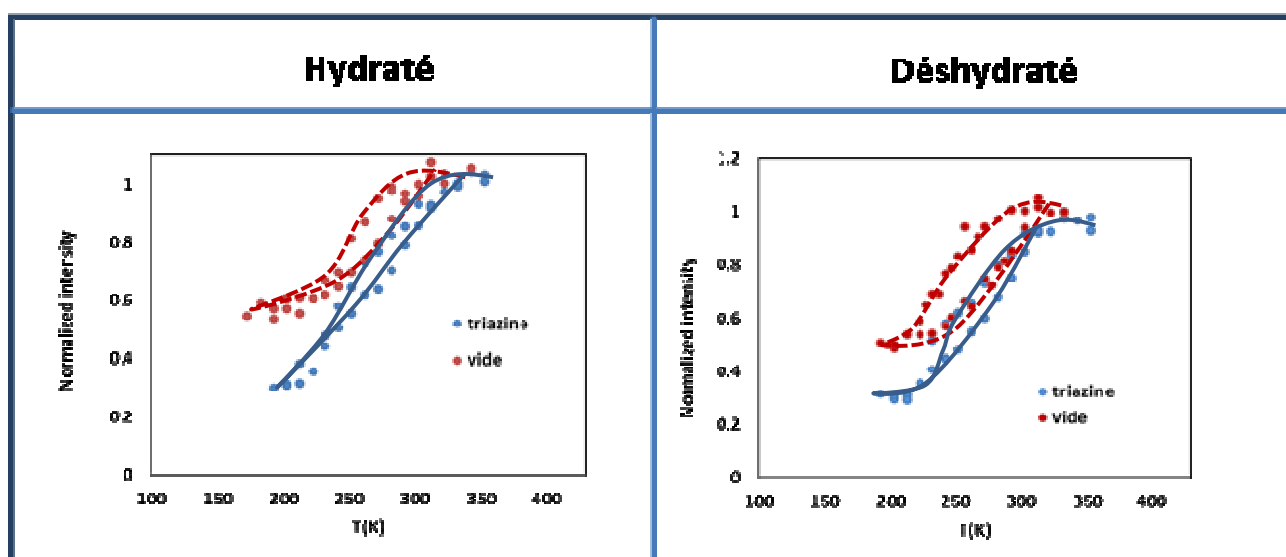 Hydraté
Déshydraté
Normalized intensity
1
0.8
0.6
0.4
0.2
0
100 150 200 250 300 350 400
T(K)
triazine
vide
Normalized intensity
1.2
1
0.8
0.6
0.4
0.2
0
100 150 200 250 300 350 400
T(K)
triazine
vide